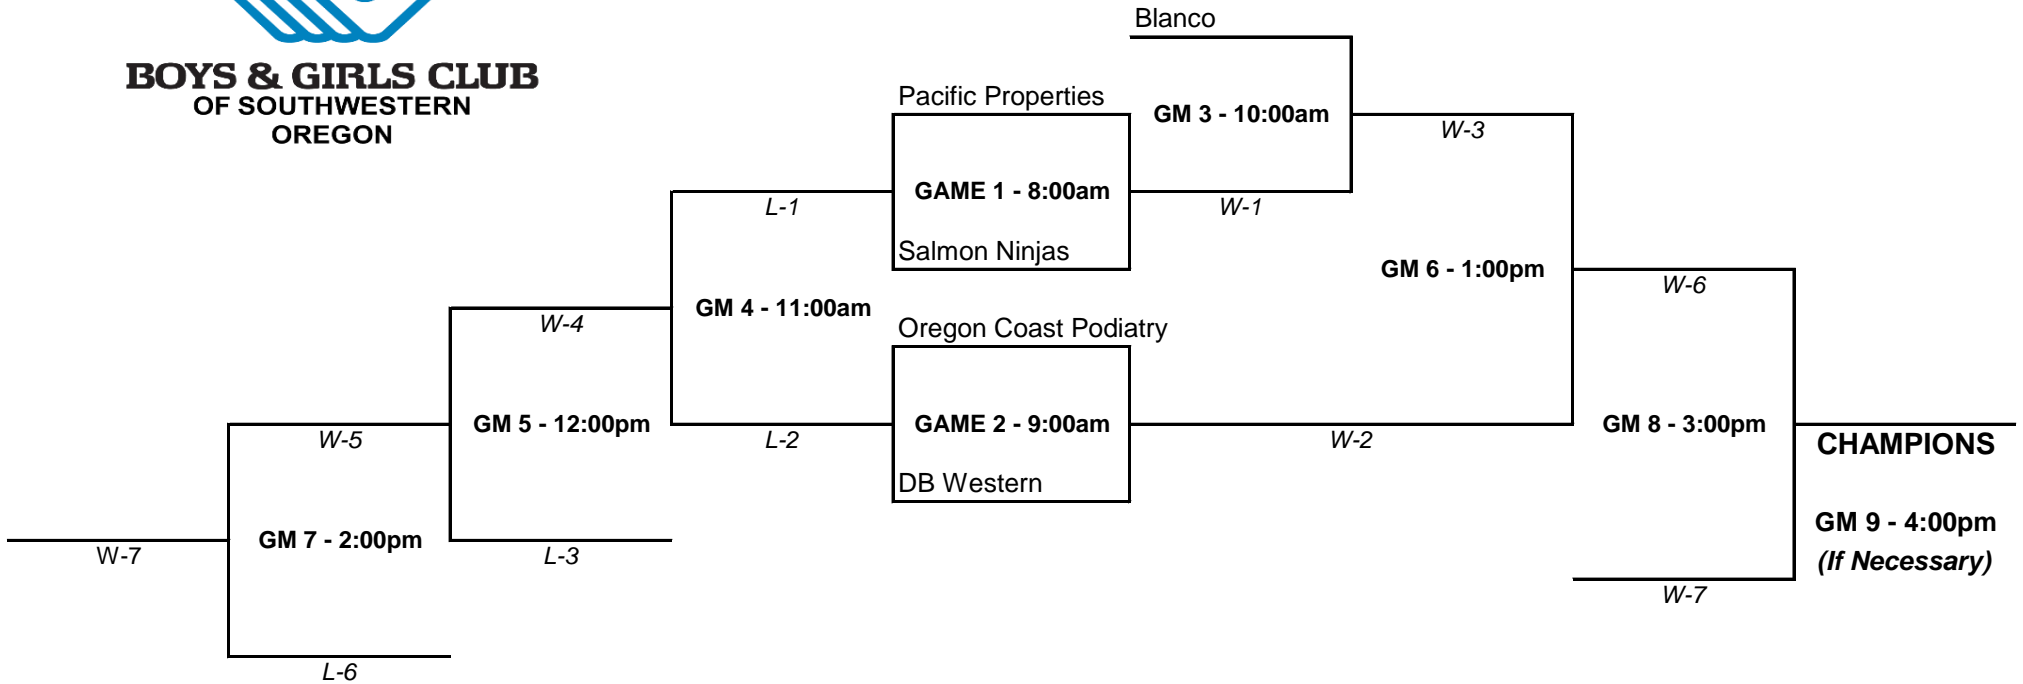 Blanco
BOYS & GIRLS CLUB
OF SOUTHWESTERN
OREGON
Pacific Properties
GM 3 - 10:00am
W-3
GAME 1 - 8:00am
L-1
W-1
Salmon Ninjas
GM 6 - 1:00pm
W-6
GM 4 - 11:00am
W-4
Oregon Coast Podiatry
GM 5 - 12:00pm
GAME 2 - 9:00am
GM 8 - 3:00pm
W-5
L-2
W-2
CHAMPIONS
DB Western
GM 9 - 4:00pm
GM 7 - 2:00pm
W-7
L-3
(If Necessary)
W-7
L-6